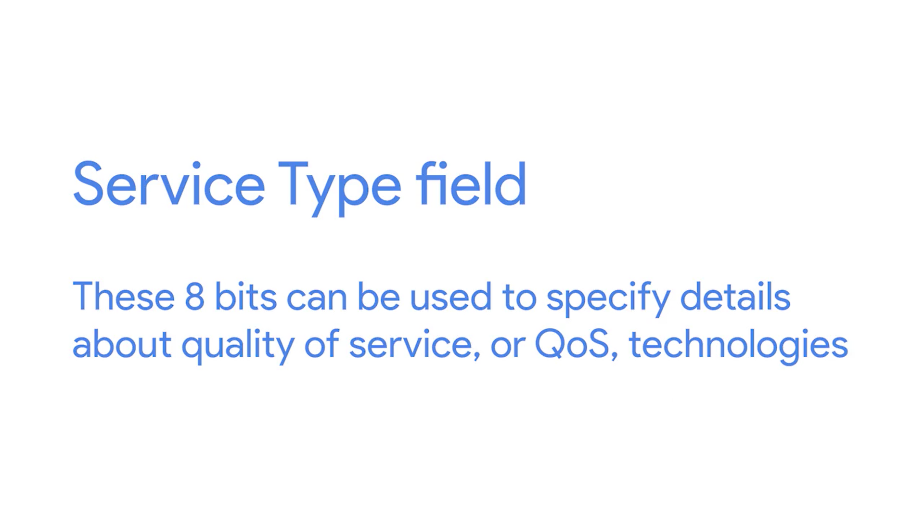 Service Type field
These 8 bits can be used to specify details
about quality of service, or QoS, technologies